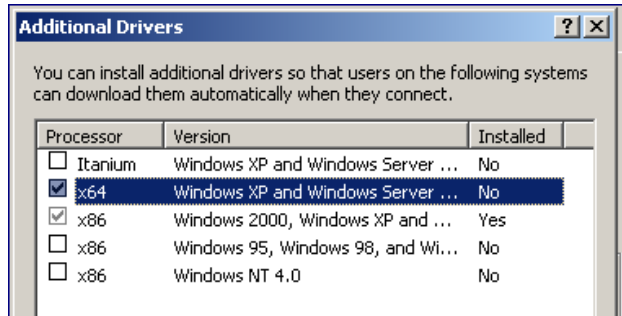 Additional Drivers
You can install additional drivers so that users on the following systems
can download them automatically when they connect.
Processor Version Installed
Itanium Windows XP and Windows Server ... No
x64 Windows XP and Windows Server ... No
x86 Windows 2000, Windows XP and ... Yes
x86 Windows 95, Windows 98, and Wi... No
x86 Windows NT 4.0 No